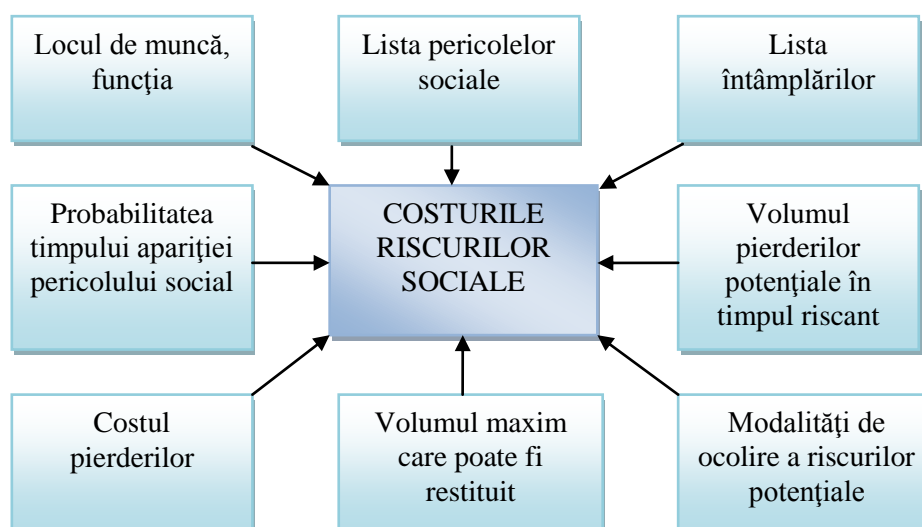 Locul de muncă,
funcţia
Lista pericolelor
sociale
Lista
întâmplărilor
Probabilitatea
timpului apariţiei
pericolului social
COSTURILE
RISCURILOR
SOCIALE
Volumul
pierderilor
potenţiale în
timpul riscant
Costul
pierderilor
Volumul maxim
care poate fi
restituit
Modalităţi de
ocolire a riscurilor
potenţiale